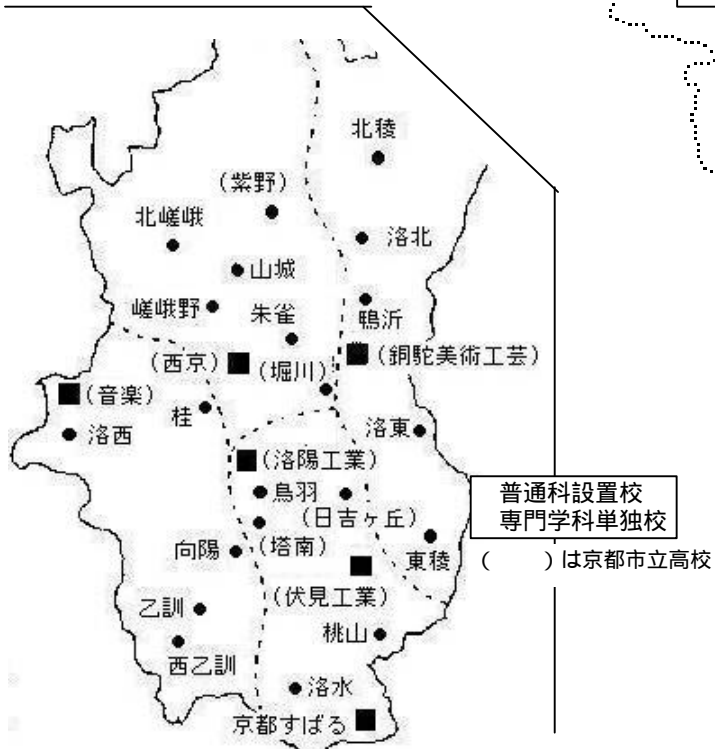 北稜
(紫野)
北嵯峨
洛北
山城
嵯峨野
朱雀
鴨沂
(西京)
(堀川)
(銅駝美術工芸)
(音楽)
桂
洛西
洛東
(洛陽工業)
鳥羽
(日吉ヶ丘)
(塔南)
向陽
東稜
普通科設置校
専門学科単独校
(　　)は京都市立高校
(伏見工業)
乙訓
桃山
西乙訓
洛水
京都すばる